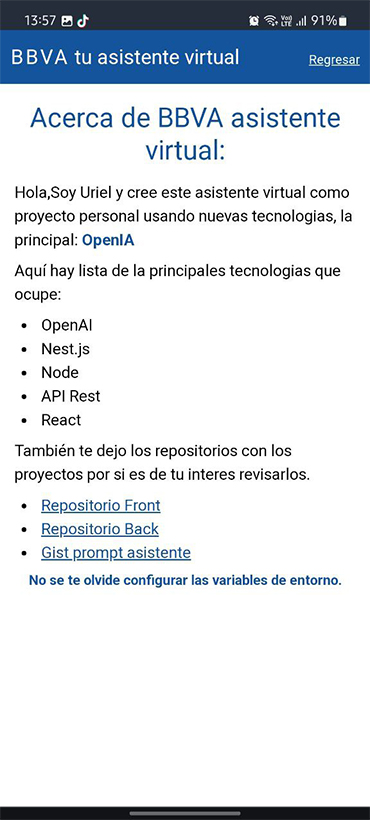 13:57 Vo) LTE 91%
BBVA tu asistente virtual Regresar
Acerca de BBVA asistente
virtual:
Hola,Soy Uriel y cree este asistente virtual como
proyecto personal usando nuevas tecnologias, la
principal: OpenIA
Aquí hay lista de la principales tecnologias que
ocupe:
• OpenAI
• Nest.js
• Node
• API Rest
• React
También te dejo los repositorios con los
proyectos por si es de tu interes revisarlos.
• Repositorio Front
• Repositorio Back
• Gist prompt asistente
No se te olvide configurar las variables de entorno.